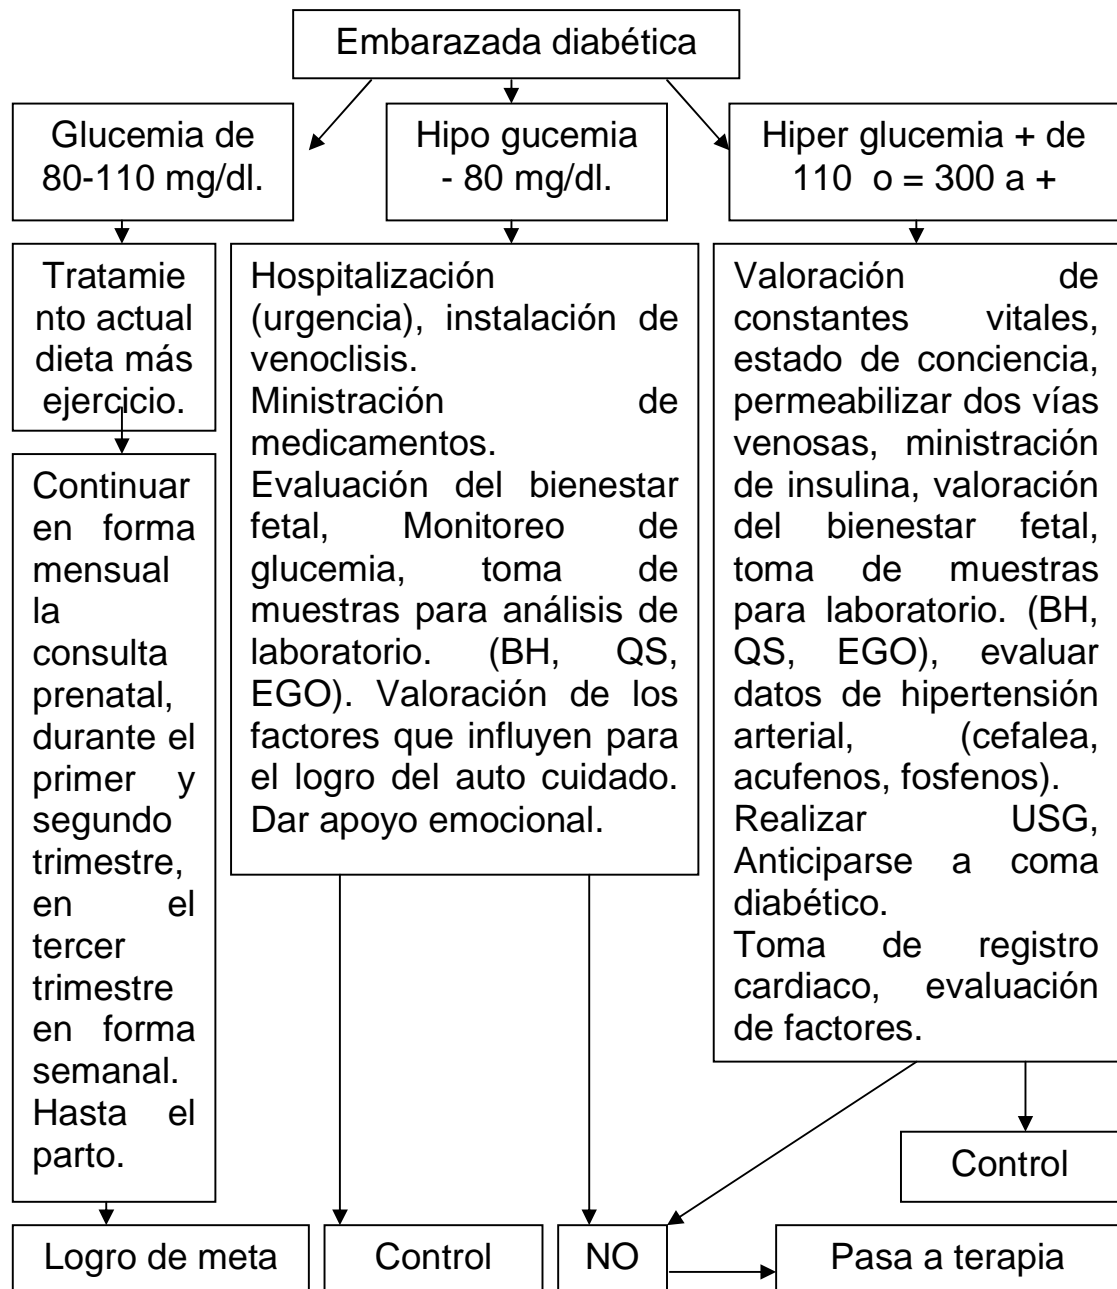 Embarazada diabética
Glucemia de
80-110 mg/dl.
Hipo gucemia
- 80 mg/dl.
Hiper glucemia + de
110 o = 300 a +
Tratamie
nto actual
dieta más
ejercicio.
Continuar
en forma
mensual
la
consulta
prenatal,
durante el
primer y
segundo
trimestre,
en el
tercer
trimestre
en forma
semanal.
Hasta el
parto.
Hospitalización
(urgencia), instalación de
venoclisis.
Ministración de
medicamentos.
Evaluación del bienestar
fetal, Monitoreo de
glucemia, toma de
muestras para análisis de
laboratorio. (BH, QS,
EGO). Valoración de los
factores que influyen para
el logro del auto cuidado.
Dar apoyo emocional.
Valoración de
constantes vitales,
estado de conciencia,
permeabilizar dos vías
venosas, ministración
de insulina, valoración
del bienestar fetal,
toma de muestras
para laboratorio. (BH,
QS, EGO), evaluar
datos de hipertensión
arterial, (cefalea,
acufenos, fosfenos).
Realizar USG,
Anticiparse a coma
diabético.
Toma de registro
cardiaco, evaluación
de factores.
Control
Logro de meta
Control
NO
Pasa a terapia